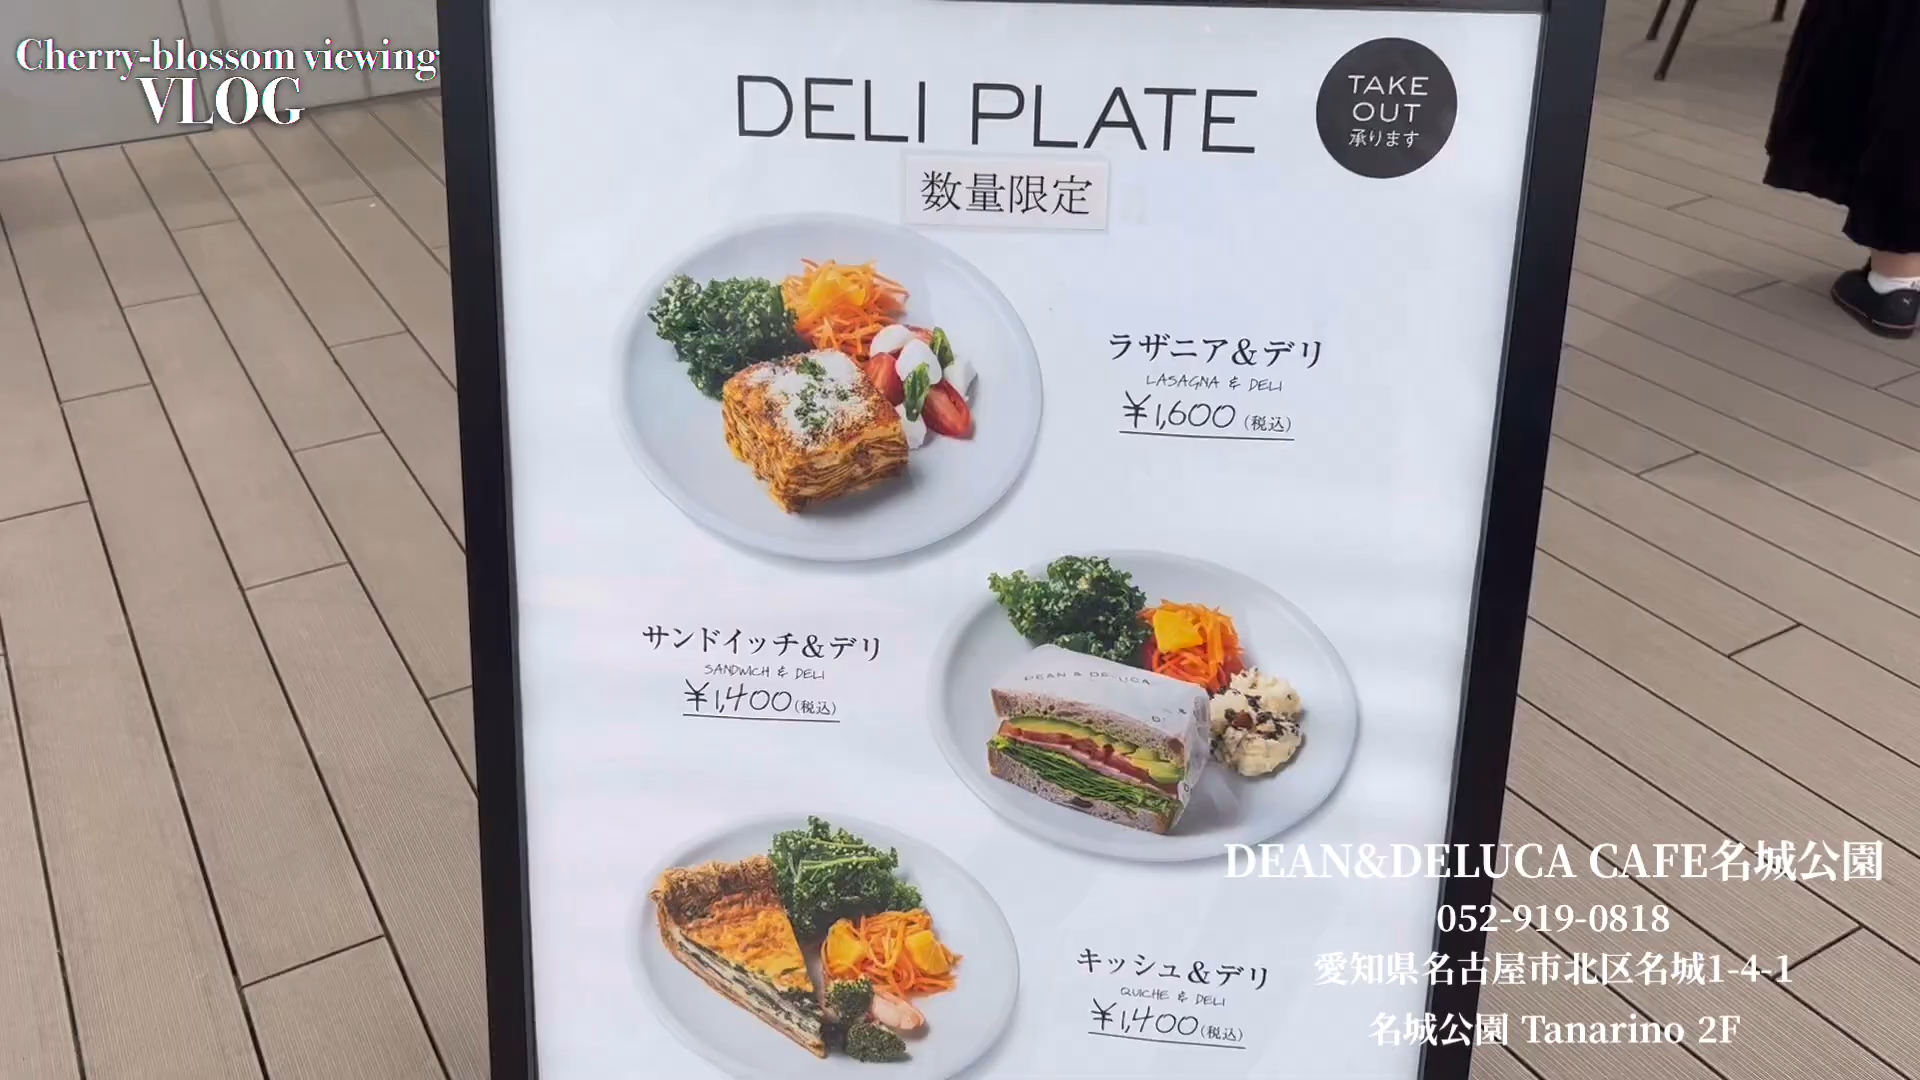 Cherry-blossom viewing
VLOG
DELI PLATE
TAKE
OUT
承ります
数量限定
ラザニア&デリ
LASAGNA & DELI
¥1,600(税込)
サンドイッチ&デリ
SANDWICH & DELI
¥1,400(税込)
DEAN & DELUCA
キッシュ&デリ
QUICHE & DELI
¥1,400(税込)
DEAN&DELUCA CAFE名城公園
052-919-0818
愛知県名古屋市北区名城1-4-1
名城公園 Tanarino 2F